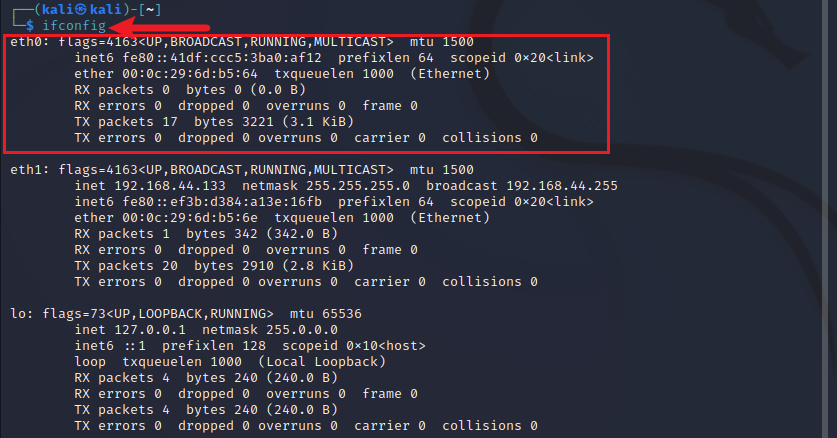 ┌──(kali㉿kali)-[~]
└─$ ifconfig
eth0: flags=4163<UP,BROADCAST,RUNNING,MULTICAST>  mtu 1500
        inet6 fe80::41df:ccc5:3ba0:af12  prefixlen 64  scopeid 0×20<link>
        ether 00:0c:29:6d:b5:64  txqueuelen 1000  (Ethernet)
        RX packets 0  bytes 0 (0.0 B)
        RX errors 0  dropped 0  overruns 0  frame 0
        TX packets 17  bytes 3221 (3.1 KiB)
        TX errors 0  dropped 0 overruns 0  carrier 0  collisions 0
eth1: flags=4163<UP,BROADCAST,RUNNING,MULTICAST>  mtu 1500
        inet 192.168.44.133  netmask 255.255.255.0  broadcast 192.168.44.255
        inet6 fe80::ef3b:d384:a13e:16fb  prefixlen 64  scopeid 0×20<link>
        ether 00:0c:29:6d:b5:6e  txqueuelen 1000  (Ethernet)
        RX packets 1  bytes 342 (342.0 B)
        RX errors 0  dropped 0  overruns 0  frame 0
        TX packets 20  bytes 2910 (2.8 KiB)
        TX errors 0  dropped 0 overruns 0  carrier 0  collisions 0
lo: flags=73<UP,LOOPBACK,RUNNING>  mtu 65536
        inet 127.0.0.1  netmask 255.0.0.0
        inet6 ::1  prefixlen 128  scopeid 0×10<host>
        loop  txqueuelen 1000  (Local Loopback)
        RX packets 4  bytes 240 (240.0 B)
        RX errors 0  dropped 0  overruns 0  frame 0
        TX packets 4  bytes 240 (240.0 B)
        TX errors 0  dropped 0 overruns 0  carrier 0  collisions 0